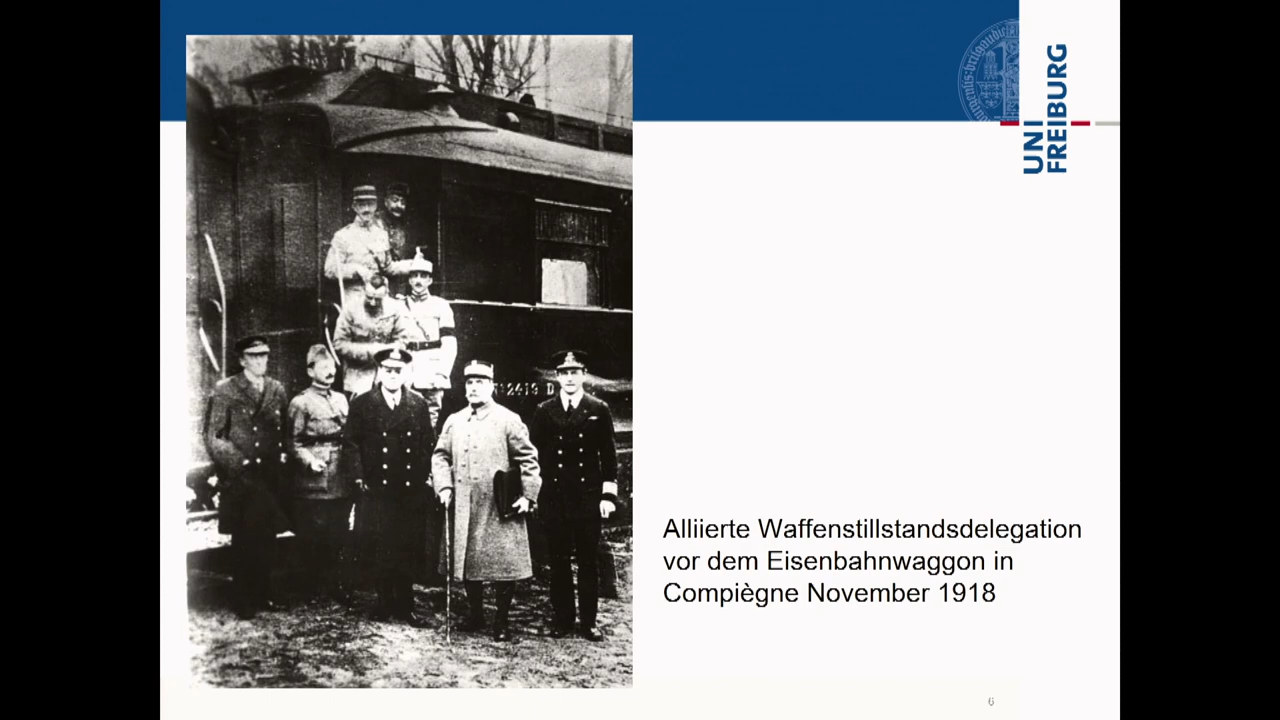 UNI
FREIBURG
2419 D
Alliierte Waffenstillstandsdelegation
vor dem Eisenbahnwaggon in
Compiègne November 1918
6